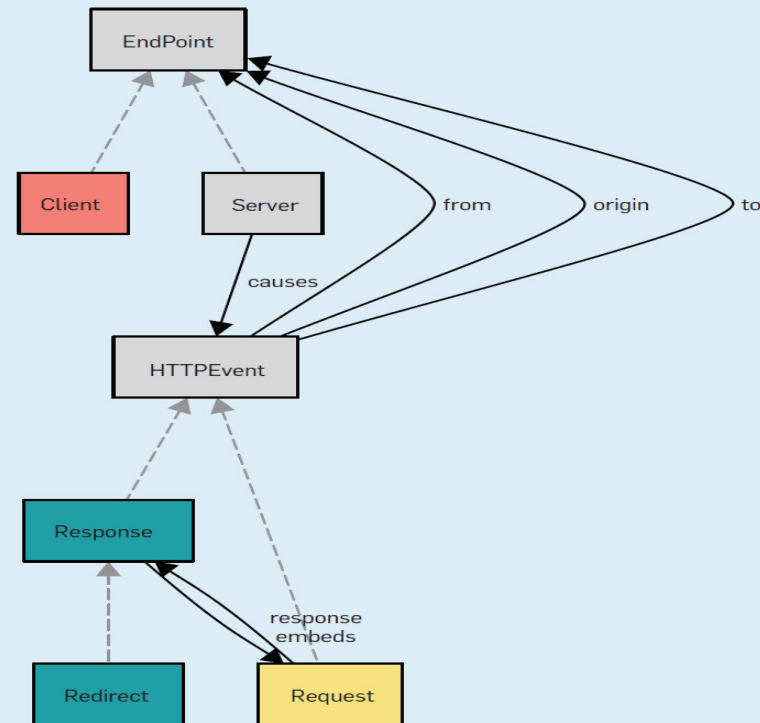 EndPoint
Client
Server
from
origin
to
causes
HTTPEvent
Response
response
embeds
Redirect
Request